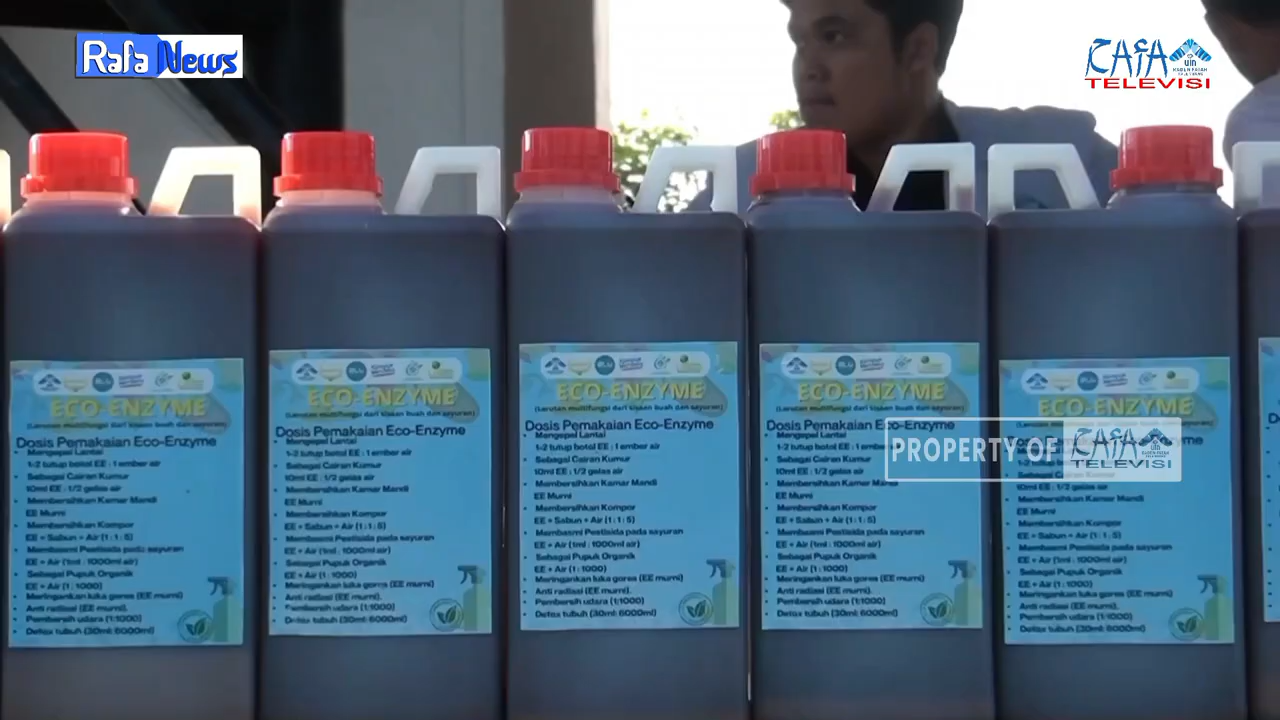 Rafa News
RAFA
uin
RADEN FATAH
TELEVISI
ECO-ENZYME
(Larutan multifungsi dari kisaan buah dan sayuran)
Dosis Pemakaian Eco-Enzyme
• Mengepel Lantai
1-2 tutup botol EE : 1 ember air
• Sebagai Cairan Kumur
10ml EE : 1/2 gelas air
• Membersihkan Kamar Mandi
EE Murni
• Membersihkan Kompor
EE + Sabun + Air (1 : 1 : 5)
• Membasmi Pestisida pada sayuran
EE + Air (1ml : 1000ml air)
• Sebagai Pupuk Organik
EE + Air (1 : 1000)
• Meringankan luka gores (EE murni)
• Anti radiasi (EE murni).
• Pembersih udara (1:1000)
• Detox tubuh (30ml: 6000ml)
PROPERTY OF
RAFA
TELEVISI